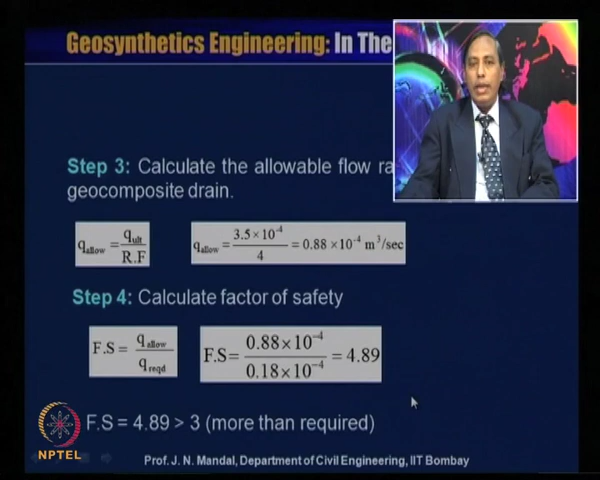 Geosynthetics Engineering: In The
Step 3: Calculate the allowable flow
geocomposite drain.
q_allow = q_ult / R.F
q_allow = 3.5 × 10⁻⁴ / 4 = 0.88 × 10⁻⁴ m³/sec
Step 4: Calculate factor of safety
F.S = q_allow / q_reqd
F.S = 0.88×10⁻⁴ / 0.18×10⁻⁴ = 4.89
F.S = 4.89 > 3 (more than required)
NPTEL
Prof. J. N. Mandal, Department of Civil Engineering, IIT Bombay